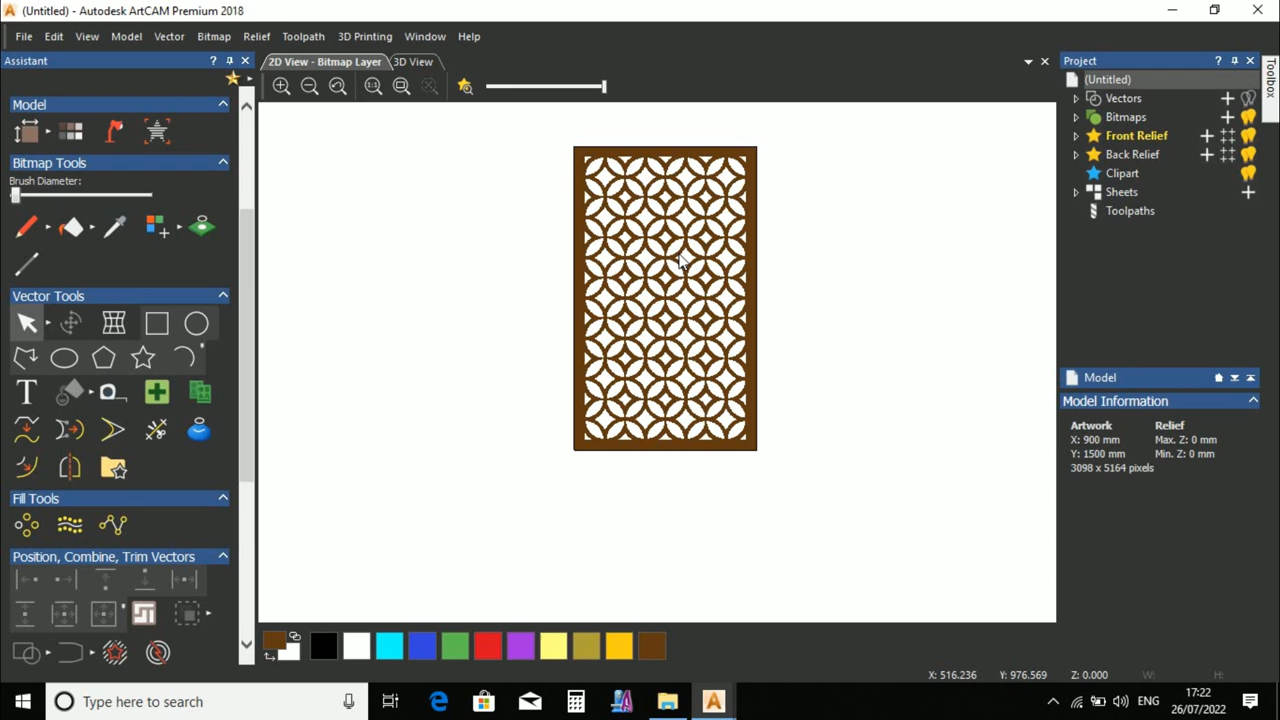 (Untitled) - Autodesk ArtCAM Premium 2018
File Edit View Model Vector Bitmap Relief Toolpath 3D Printing Window Help
Assistant
2D View - Bitmap Layer
3D View
Project
Toolbox
(Untitled)
Vectors
Bitmaps
Front Relief
Back Relief
Clipart
Sheets
Toolpaths
Model
Bitmap Tools
Brush Diameter:
Vector Tools
Fill Tools
Position, Combine, Trim Vectors
Model
Model Information
Artwork Relief
X: 900 mm Max. Z: 0 mm
Y: 1500 mm Min. Z: 0 mm
3098 x 5164 pixels
X: 516.236 Y: 976.569 Z: 0.000 W: H:
Type here to search
ENG
17:22
26/07/2022